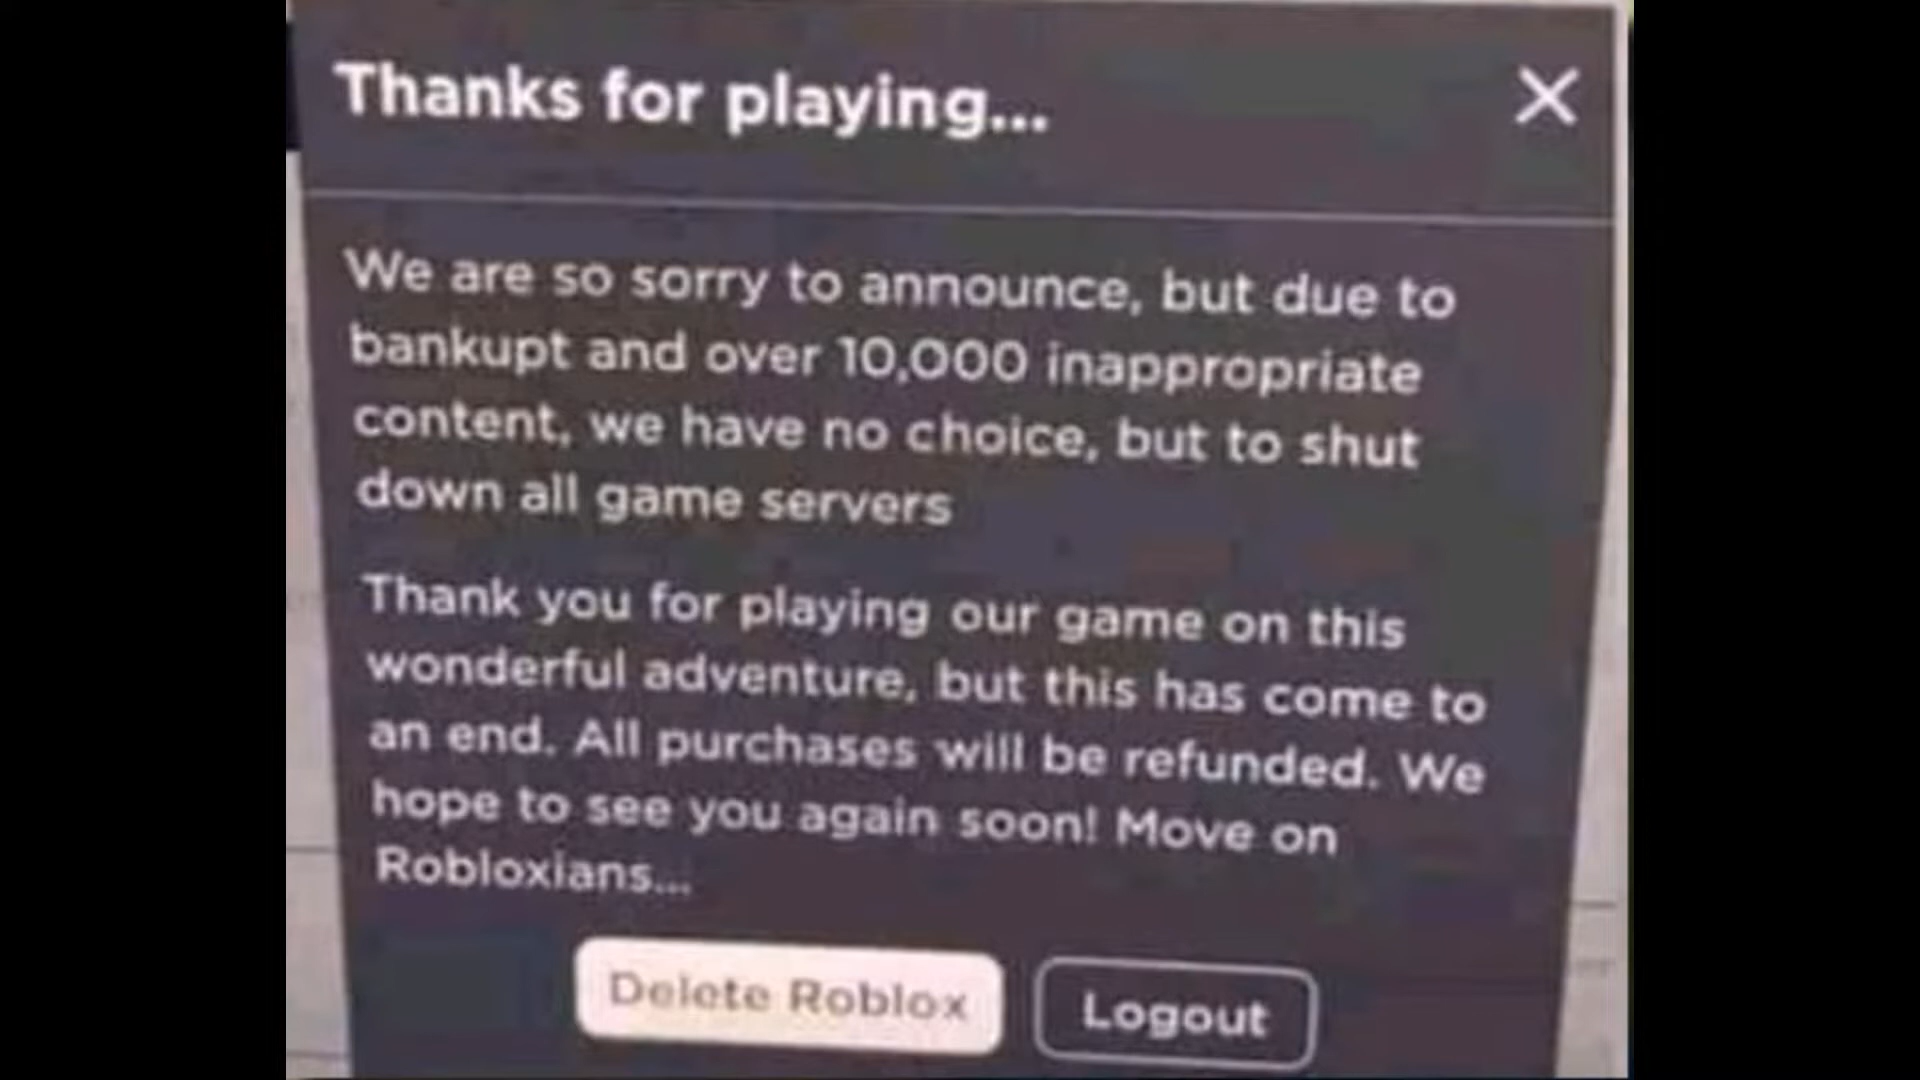 Thanks for playing...
We are so sorry to announce, but due to
bankupt and over 10,000 inappropriate
content, we have no choice, but to shut
down all game servers
Thank you for playing our game on this
wonderful adventure, but this has come to
an end. All purchases will be refunded. We
hope to see you again soon! Move on
Robloxians...
Delete Roblox
Logout